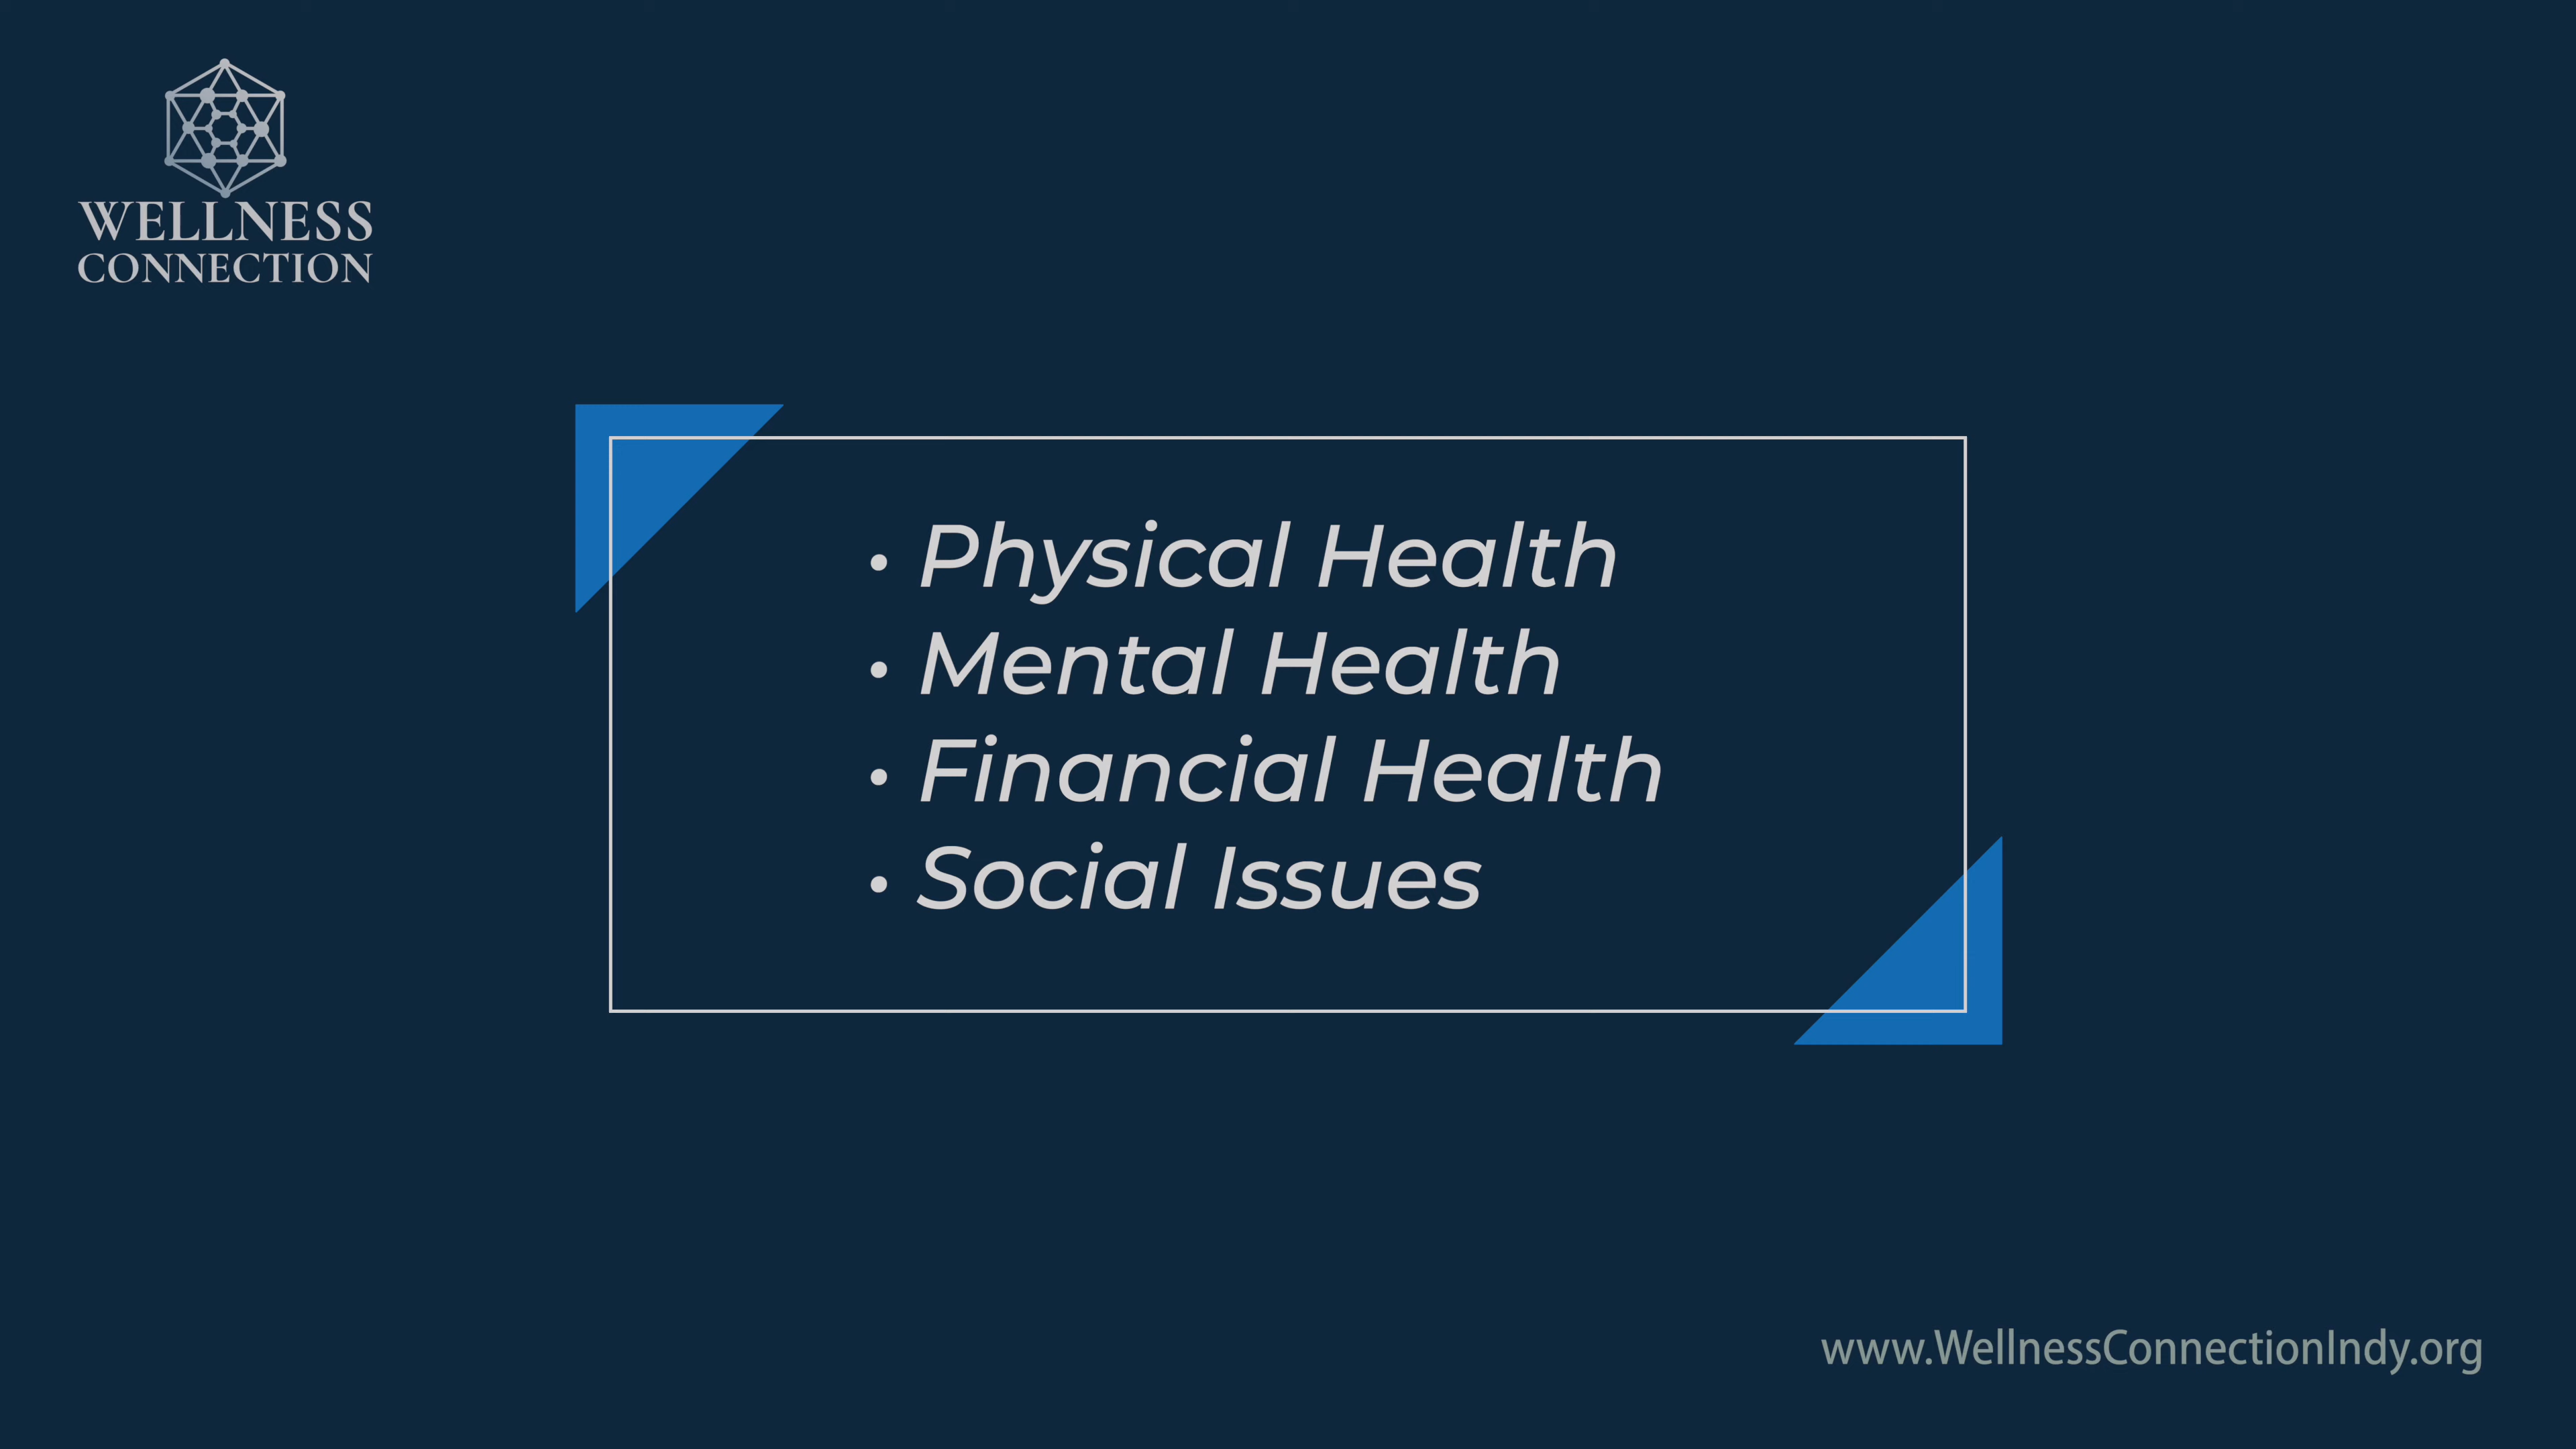 WELLNESS
CONNECTION
• Physical Health
• Mental Health
• Financial Health
• Social Issues
www.WellnessConnectionIndy.org